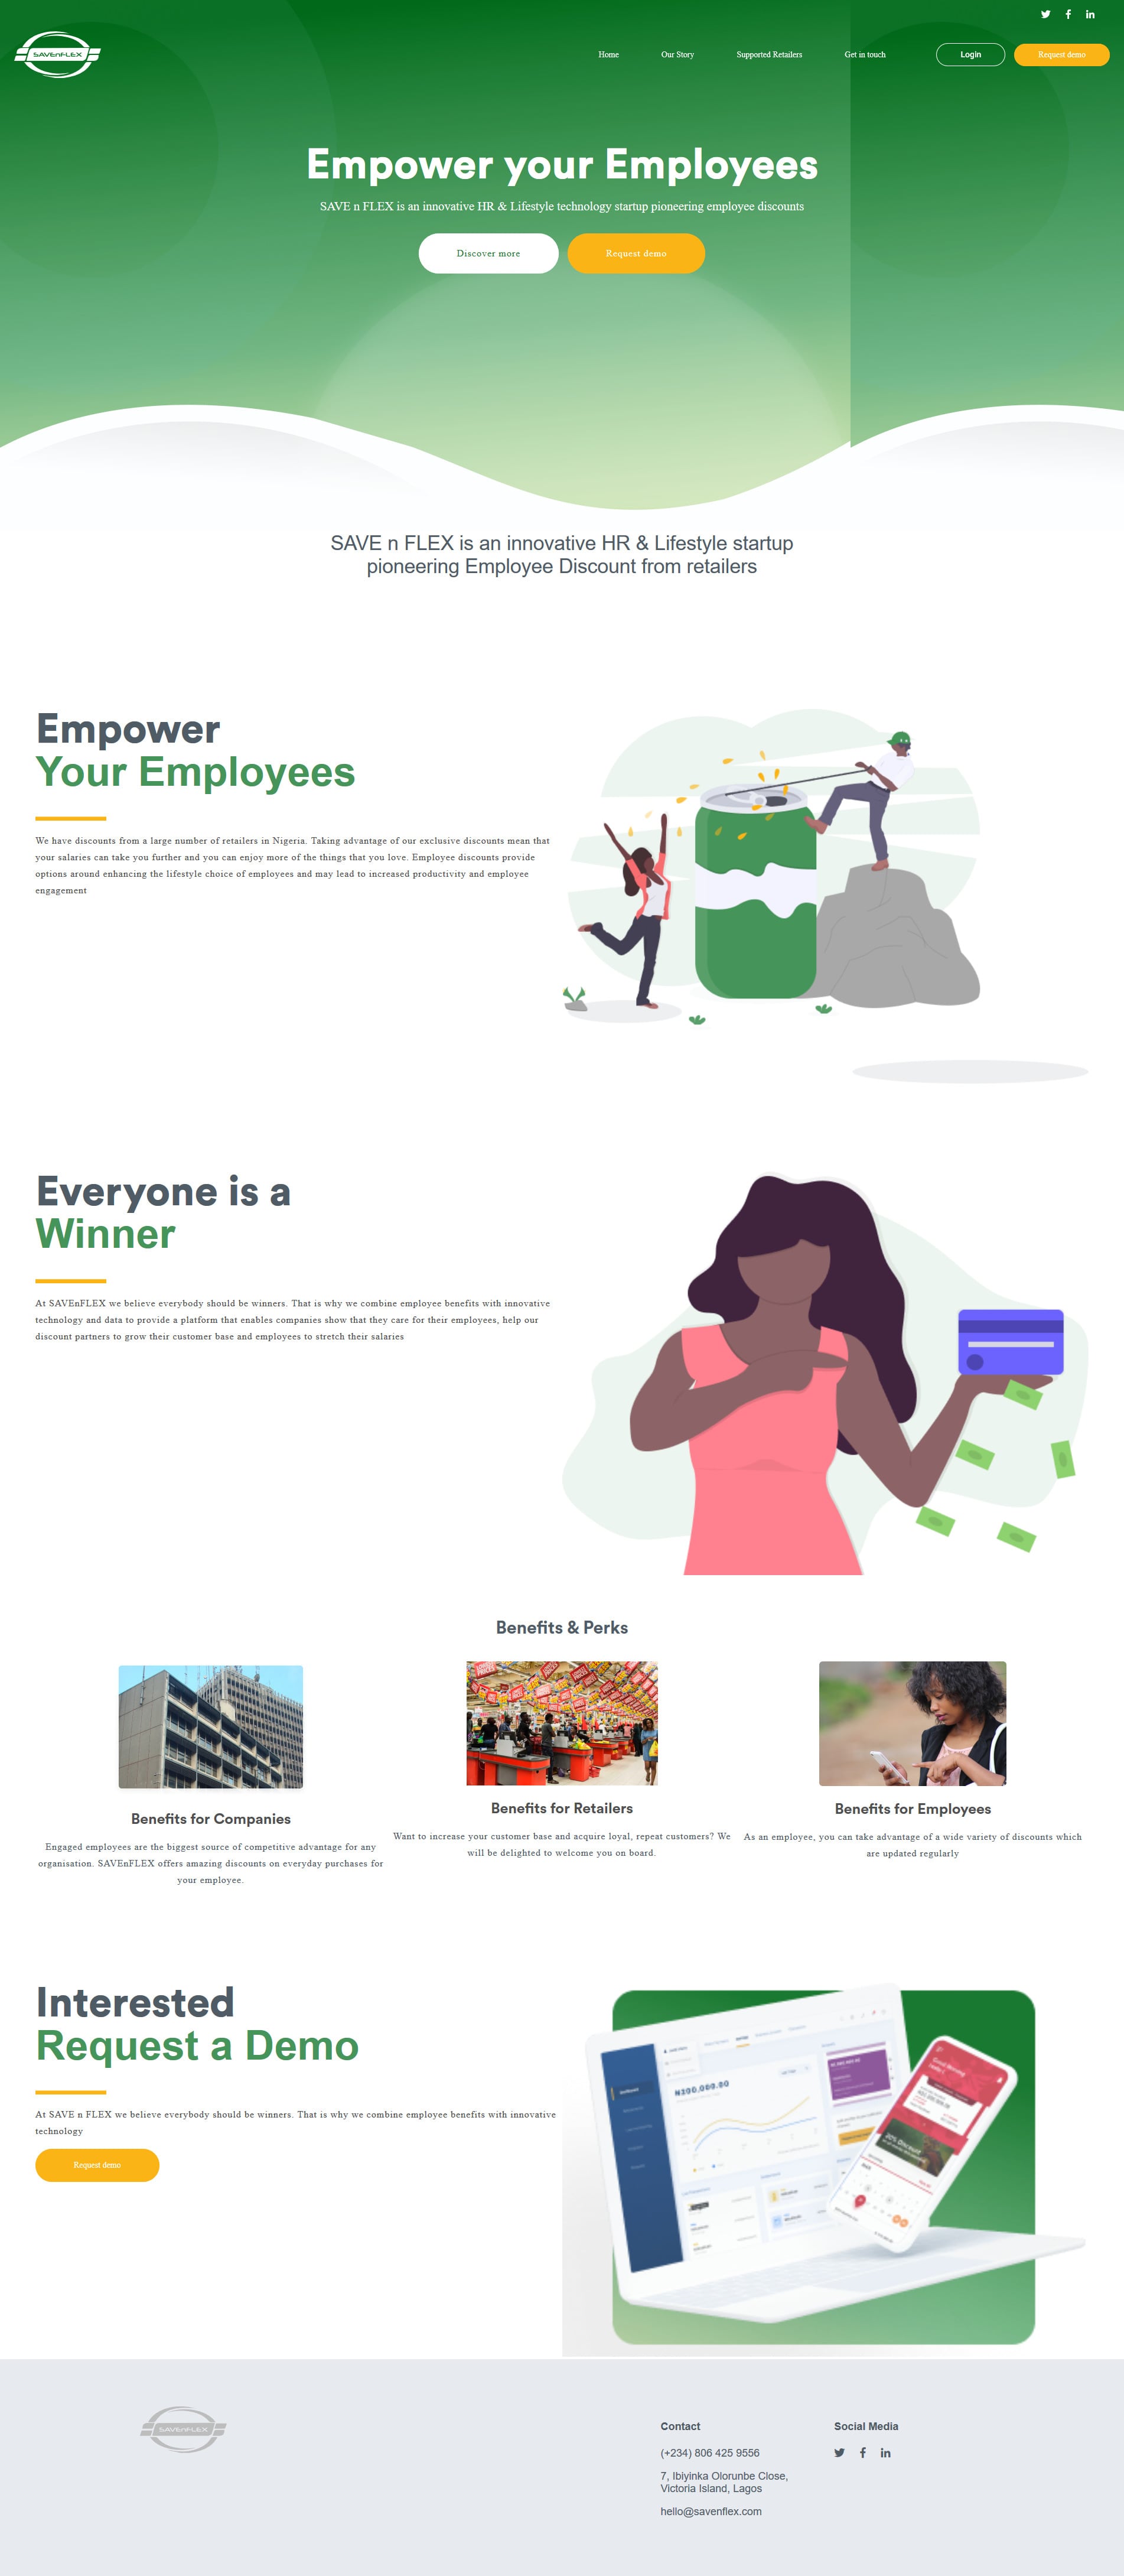 SAVEnFLEX
Home
Our Story
Supported Retailers
Get in touch
Login
Request demo
Empower your Employees
SAVE n FLEX is an innovative HR & Lifestyle technology startup pioneering employee discounts
Discover more
Request demo
SAVE n FLEX is an innovative HR & Lifestyle startup
pioneering Employee Discount from retailers
Empower
Your Employees
We have discounts from a large number of retailers in Nigeria. Taking advantage of our exclusive discounts mean that
your salaries can take you further and you can enjoy more of the things that you love. Employee discounts provide
options around enhancing the lifestyle choice of employees and may lead to increased productivity and employee
engagement
Everyone is a
Winner
At SAVEnFLEX we believe everybody should be winners. That is why we combine employee benefits with innovative
technology and data to provide a platform that enables companies show that they care for their employees, help our
discount partners to grow their customer base and employees to stretch their salaries
Benefits & Perks
Benefits for Companies
Engaged employees are the biggest source of competitive advantage for any
organisation. SAVEnFLEX offers amazing discounts on everyday purchases for
your employee.
Benefits for Retailers
Want to increase your customer base and acquire loyal, repeat customers? We
will be delighted to welcome you on board.
Benefits for Employees
As an employee, you can take advantage of a wide variety of discounts which
are updated regularly
Interested
Request a Demo
At SAVE n FLEX we believe everybody should be winners. That is why we combine employee benefits with innovative
technology
Request demo
₦300,000.00
20% Discount
SAVEnFLEX
Contact
(+234) 806 425 9556
7, Ibiyinka Olorunbe Close,
Victoria Island, Lagos
hello@savenflex.com
Social Media